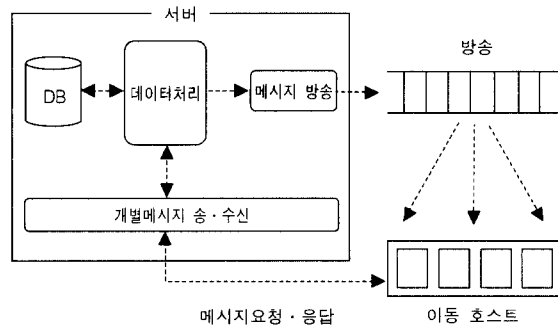 서버
방송
DB
데이터처리
메시지 방송
개별메시지 송·수신
메시지요청·응답
이동 호스트